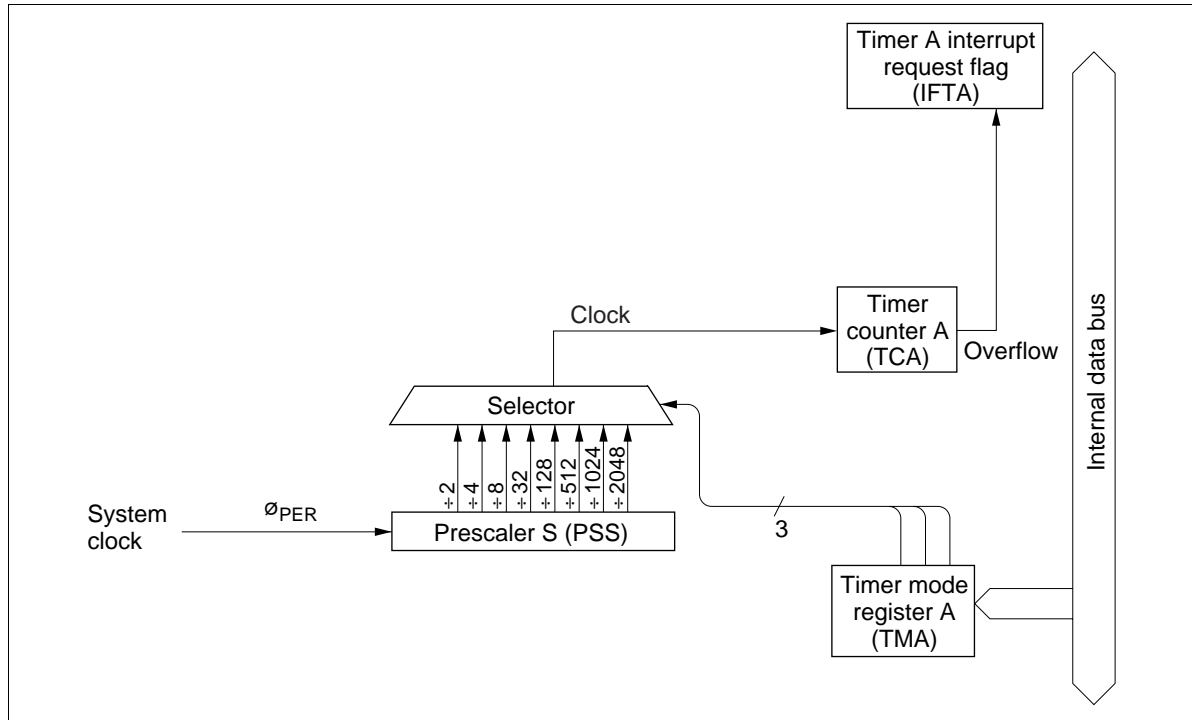 Timer A interrupt
request flag
(IFTA)
Clock
Timer
counter A
(TCA)
Overflow
Internal data bus
Selector
÷2
÷4
÷8
÷32
÷128
÷512
÷1024
÷2048
System
clock
øPER
Prescaler S (PSS)
3
Timer mode
register A
(TMA)